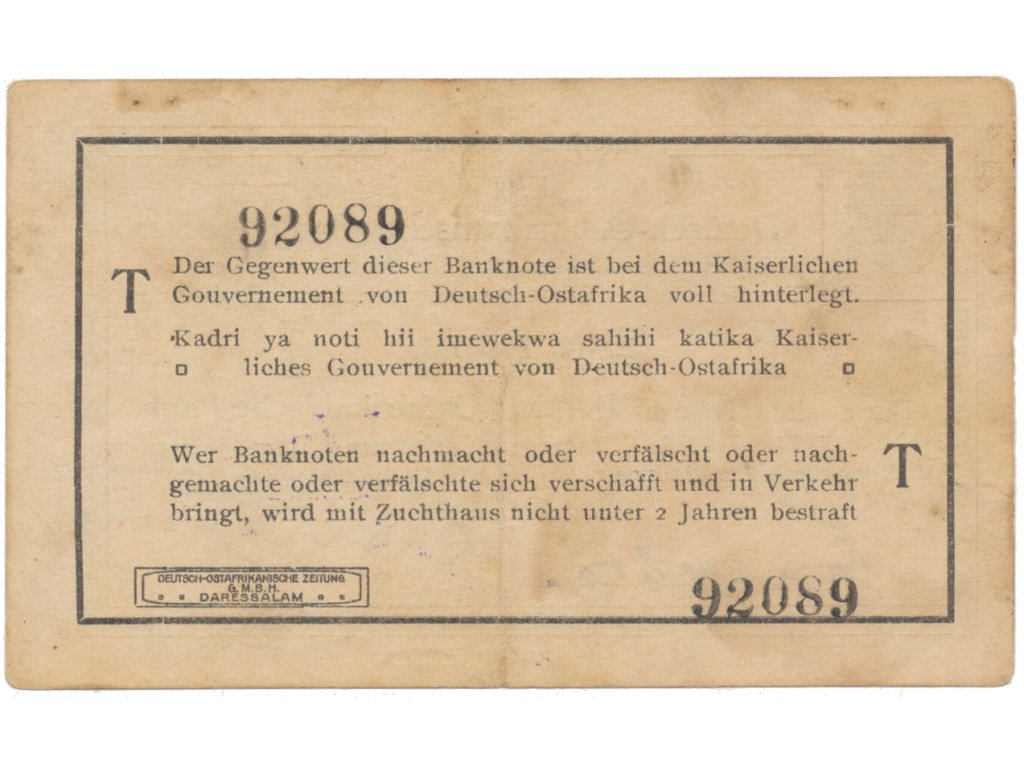 92089
T
Der Gegenwert dieser Banknote ist bei dem Kaiserlichen
Gouvernement von Deutsch-Ostafrika voll hinterlegt.
Kadri ya noti hii imewekwa sahihi katika Kaiser-
liches Gouvernement von Deutsch-Ostafrika
Wer Banknoten nachmacht oder verfälscht oder nach-
gemachte oder verfälschte sich verschafft und in Verkehr
bringt, wird mit Zuchthaus nicht unter 2 Jahren bestraft
T
DEUTSCH-OSTAFRIKANISCHE ZEITUNG
G.M.B.H.
DARESSALAM
92089